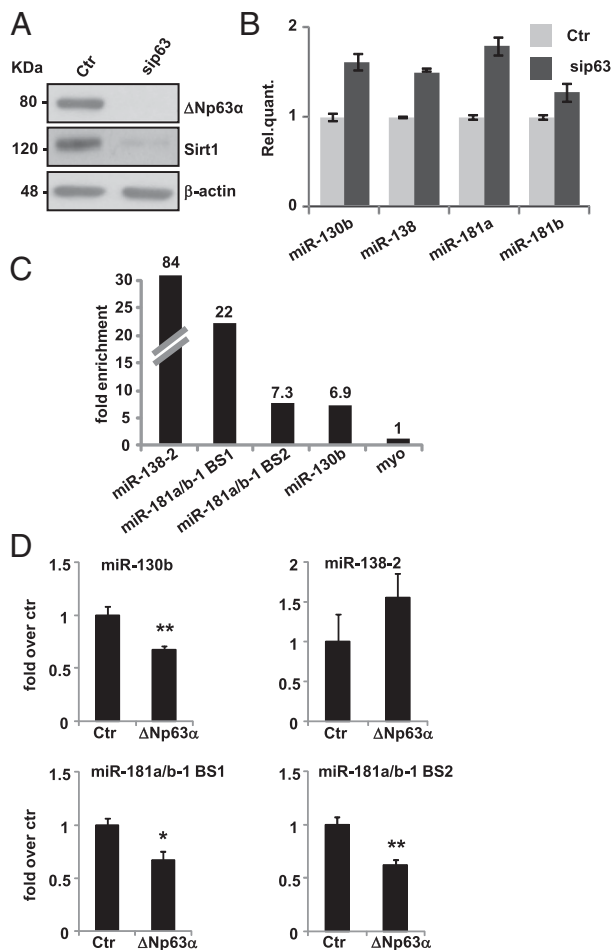 A
KDa
Ctr
sip63
80
ΔNp63α
120
Sirt1
48
β-actin
B
Rel.quant.
2
1
0
Ctr
sip63
miR-130b
miR-138
miR-181a
miR-181b
C
fold enrichment
30
25
20
15
10
5
0
84
22
7.3
6.9
1
miR-138-2
miR-181a/b-1 BS1
miR-181a/b-1 BS2
miR-130b
myo
D
miR-130b
fold over ctr
1.5
1
0.5
0
**
Ctr ΔNp63α
miR-138-2
2
1.5
1
0.5
0
Ctr ΔNp63α
miR-181a/b-1 BS1
fold over ctr
1.5
1
0.5
0
*
Ctr ΔNp63α
miR-181a/b-1 BS2
1.5
1
0.5
0
**
Ctr ΔNp63α